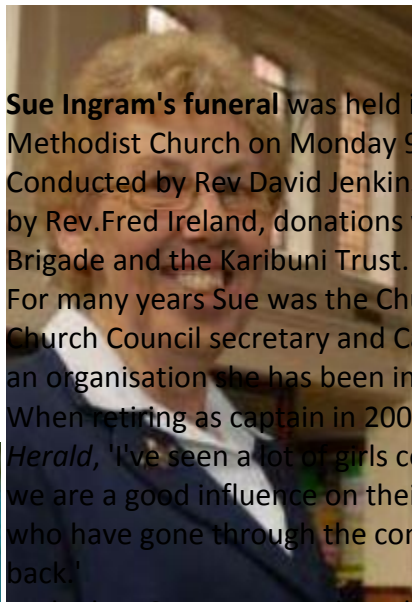 Sue Ingram's funeral was held i
Methodist Church on Monday 9
Conducted by Rev David Jenkin
by Rev.Fred Ireland, donations
Brigade and the Karibuni Trust.
For many years Sue was the Ch
Church Council secretary and C
an organisation she has been in
When retiring as captain in 200
Herald, 'I've seen a lot of girls c
we are a good influence on thei
who have gone through the co
back.'